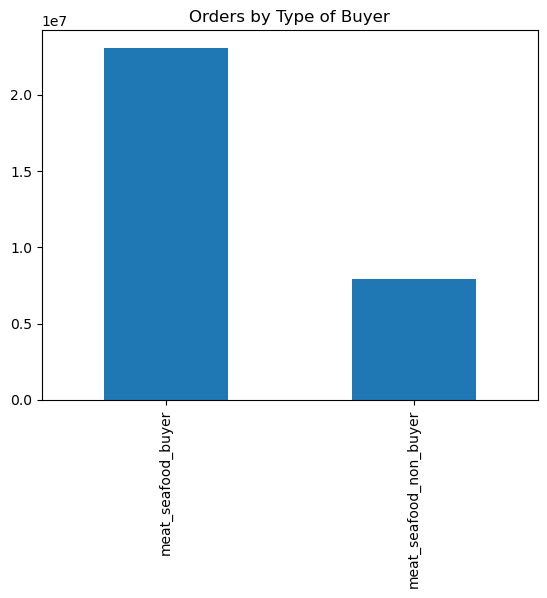 Orders by Type of Buyer
1e7
2.0
1.5
1.0
0.5
0.0
meat_seafood_buyer
meat_seafood_non_buyer